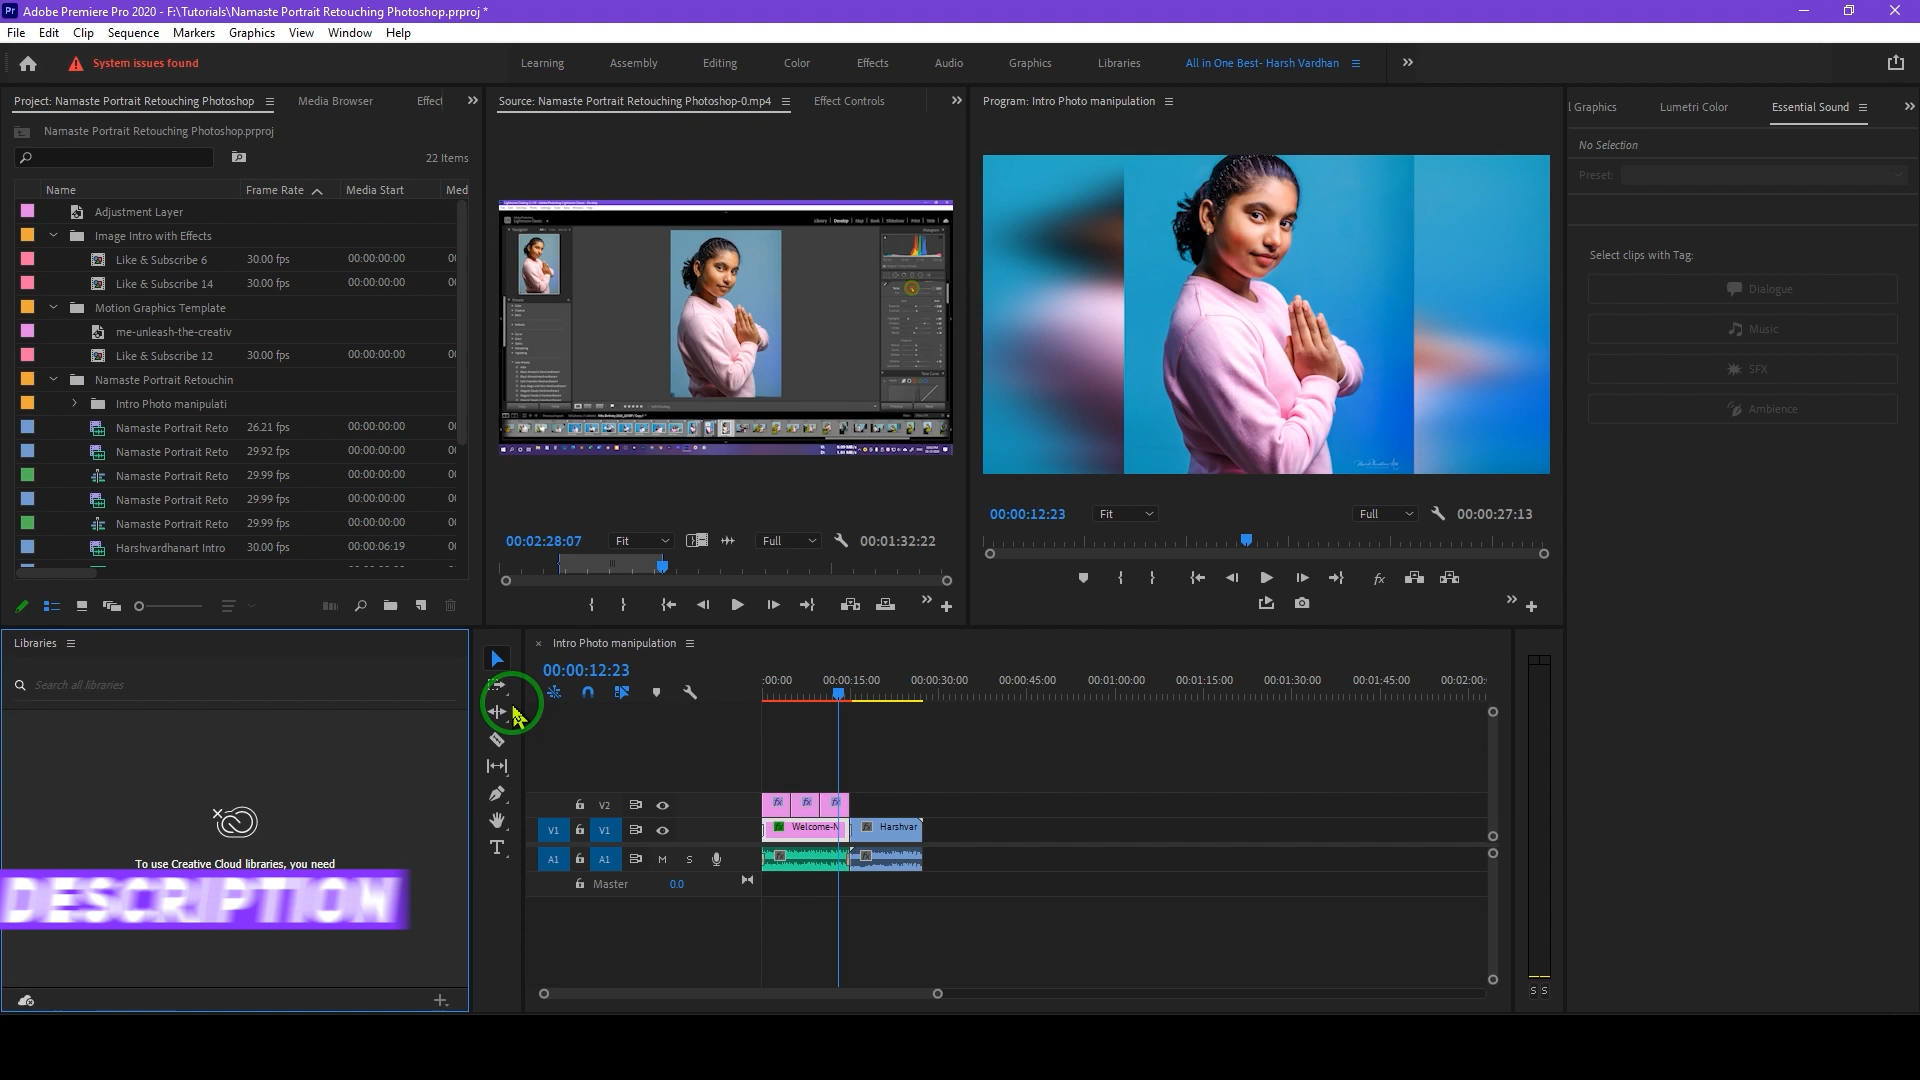 Adobe Premiere Pro 2020 - F:\Tutorials\Namaste Portrait Retouching Photoshop.prproj *
File Edit Clip Sequence Markers Graphics View Window Help
System issues found
Learning Assembly Editing Color Effects Audio Graphics Libraries All in One Best- Harsh Vardhan
Project: Namaste Portrait Retouching Photoshop Media Browser Effect
Namaste Portrait Retouching Photoshop.prproj
22 Items
Name Frame Rate Media Start Med
Adjustment Layer
Image Intro with Effects
Like & Subscribe 6 30.00 fps 00:00:00:00
Like & Subscribe 14 30.00 fps 00:00:00:00
Motion Graphics Template
me-unleash-the-creativ
Like & Subscribe 12 30.00 fps 00:00:00:00
Namaste Portrait Retouchin
Intro Photo manipulati
Namaste Portrait Reto 26.21 fps 00:00:00:00
Namaste Portrait Reto 29.92 fps 00:00:00:00
Namaste Portrait Reto 29.99 fps 00:00:00:00
Namaste Portrait Reto 29.99 fps 00:00:00:00
Namaste Portrait Reto 29.99 fps 00:00:00:00
Harshvardhanart Intro 30.00 fps 00:00:06:19
Source: Namaste Portrait Retouching Photoshop-0.mp4 Effect Controls
00:02:28:07 Fit Full 00:01:32:22
Program: Intro Photo manipulation
00:00:12:23 Fit Full 00:00:27:13
l Graphics Lumetri Color Essential Sound
No Selection
Preset:
Select clips with Tag:
Dialogue
Music
SFX
Ambience
Libraries
Search all libraries
To use Creative Cloud libraries, you need
DESCRIPTION
Intro Photo manipulation
00:00:12:23
:00:00 00:00:15:00 00:00:30:00 00:00:45:00 00:01:00:00 00:01:15:00 00:01:30:00 00:01:45:00 00:02:00:
V2 fx fx fx
V1 V1 Welcome-N Harshvar
A1 A1 M S
Master 0.0
S S